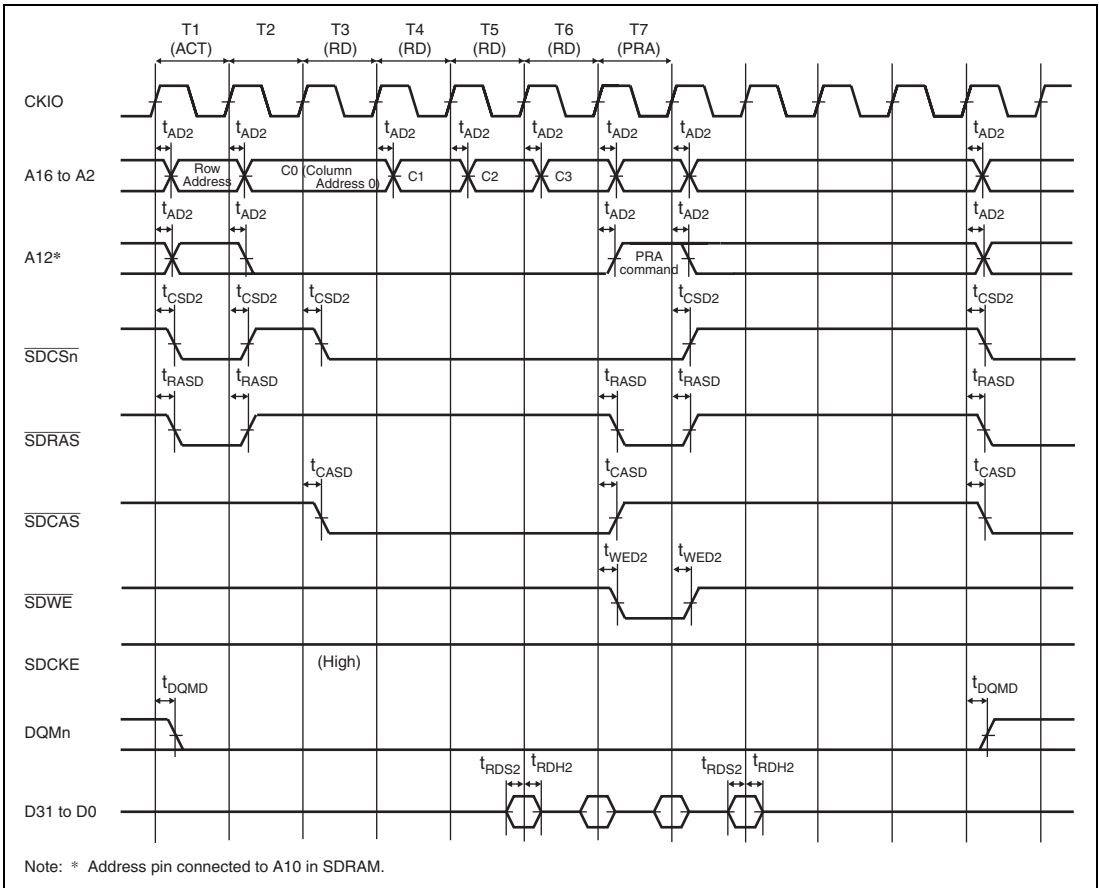 T1 T2 T3 T4 T5 T6 T7
(ACT) (RD) (RD) (RD) (RD) (PRA)
CKIO
tAD2 tAD2 tAD2 tAD2 tAD2 tAD2 tAD2 tAD2
A16 to A2 Row Address C0 (Column Address 0) C1 C2 C3
tAD2 tAD2 tAD2 tAD2 tAD2
A12* PRA command
tCSD2 tCSD2 tCSD2 tCSD2 tCSD2
SDCSn
tRASD tRASD tRASD tRASD tRASD
SDRAS
tCASD tCASD tCASD
SDCAS
tWED2 tWED2
SDWE
SDCKE (High)
tDQMD tDQMD
DQMn
tRDS2 tRDH2 tRDS2 tRDH2
D31 to D0
Note: * Address pin connected to A10 in SDRAM.